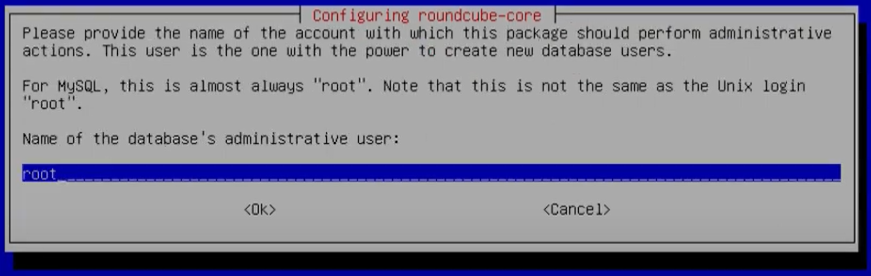 Configuring roundcube-core
Please provide the name of the account with which this package should perform administrative
actions. This user is the one with the power to create new database users.
For MySQL, this is almost always "root". Note that this is not the same as the Unix login
"root".
Name of the database's administrative user:
root
<Ok> <Cancel>